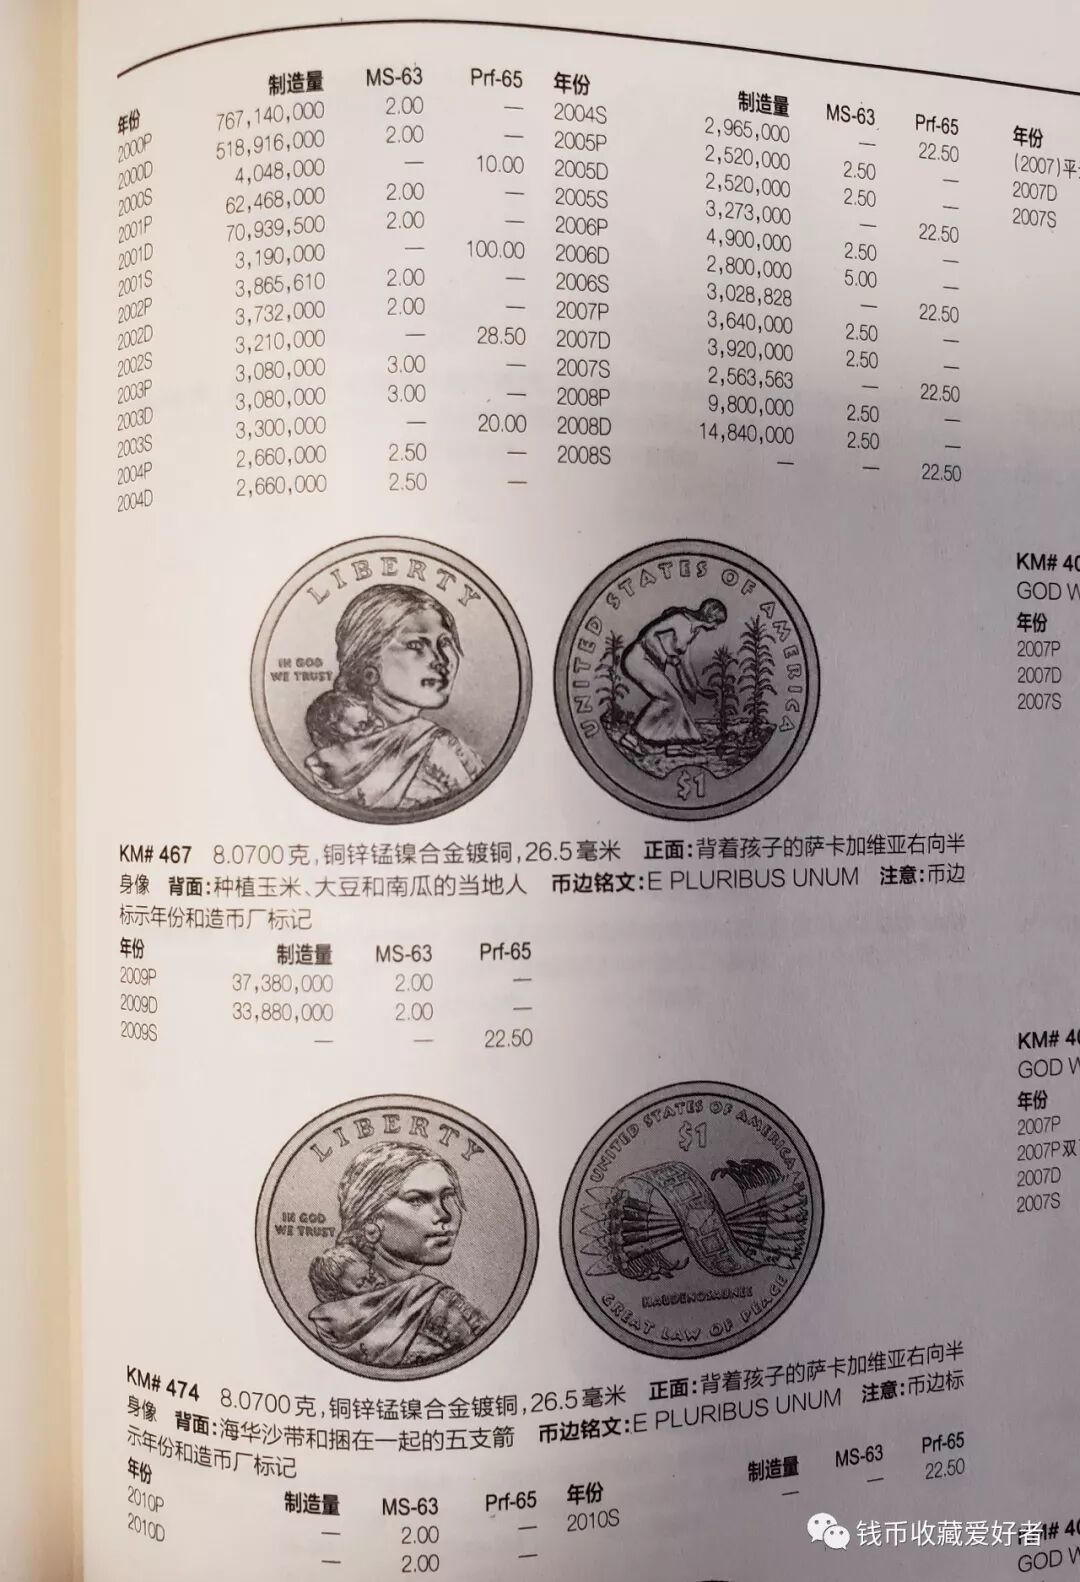 年份 制造量 MS-63 Prf-65
2000P 767,140,000 2.00 —
2000D 518,916,000 2.00 —
2000S 4,048,000 — 10.00
2001P 62,468,000 2.00 —
2001D 70,939,500 2.00 —
2001S 3,190,000 — 100.00
2002P 3,865,610 2.00 —
2002D 3,732,000 2.00 —
2002S 3,210,000 — 28.50
2003P 3,080,000 3.00 —
2003D 3,080,000 3.00 —
2003S 3,300,000 — 20.00
2004P 2,660,000 2.50 —
2004D 2,660,000 2.50 —
年份 制造量 MS-63 Prf-65
2004S 2,965,000 — 22.50
2005P 2,520,000 2.50 —
2005D 2,520,000 2.50 —
2005S 3,273,000 — 22.50
2006P 4,900,000 2.50 —
2006D 2,800,000 5.00 —
2006S 3,028,828 — 22.50
2007P 3,640,000 2.50 —
2007D 3,920,000 2.50 —
2007S 2,563,563 — 22.50
2008P 9,800,000 2.50 —
2008D 14,840,000 2.50 —
2008S — — 22.50
LIBERTY
IN GOD
WE TRUST
UNITED STATES OF AMERICA
$1
KM# 467 8.0700克,铜锌锰镍合金镀铜,26.5毫米 正面:背着孩子的萨卡加维亚右向半
身像 背面:种植玉米、大豆和南瓜的当地人 币边铭文:E PLURIBUS UNUM 注意:币边
标示年份和造币厂标记
年份 制造量 MS-63 Prf-65
2009P 37,380,000 2.00 —
2009D 33,880,000 2.00 —
2009S — — 22.50
LIBERTY
IN GOD
WE TRUST
UNITED STATES OF AMERICA
$1
HAUDENOSAUNEE
GREAT LAW OF PEACE
KM# 474 8.0700克,铜锌锰镍合金镀铜,26.5毫米 正面:背着孩子的萨卡加维亚右向半
身像 背面:海华沙带和捆在一起的五支箭 币边铭文:E PLURIBUS UNUM 注意:币边标
示年份和造币厂标记
年份 制造量 MS-63 Prf-65
2010P — 2.00 —
2010D — 2.00 —
年份 制造量 MS-63 Prf-65
2010S — — 22.50
年份
(2007)平
2007D
2007S
KM#
GOD
年份
2007P
2007D
2007S
KM#
GOD
年份
2007P
2007P双
2007D
2007S
GOD
钱币收藏爱好者